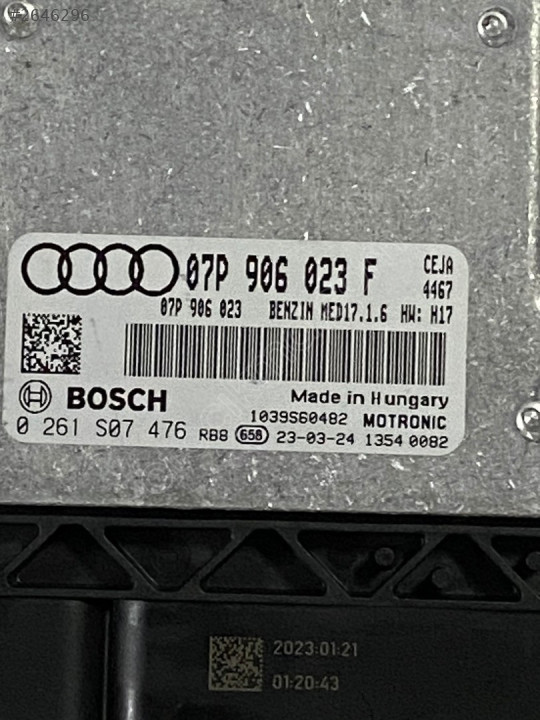 #2646296
07P 906 023 F CEJA
4467
07P 906 023 BENZIN MED17.1.6 HW: H17
BOSCH Made in Hungary
1039S60482 MOTRONIC
0 261 S07 476 RB8 658 23-03-24 1354 0082
2023:01:21
01:20:43